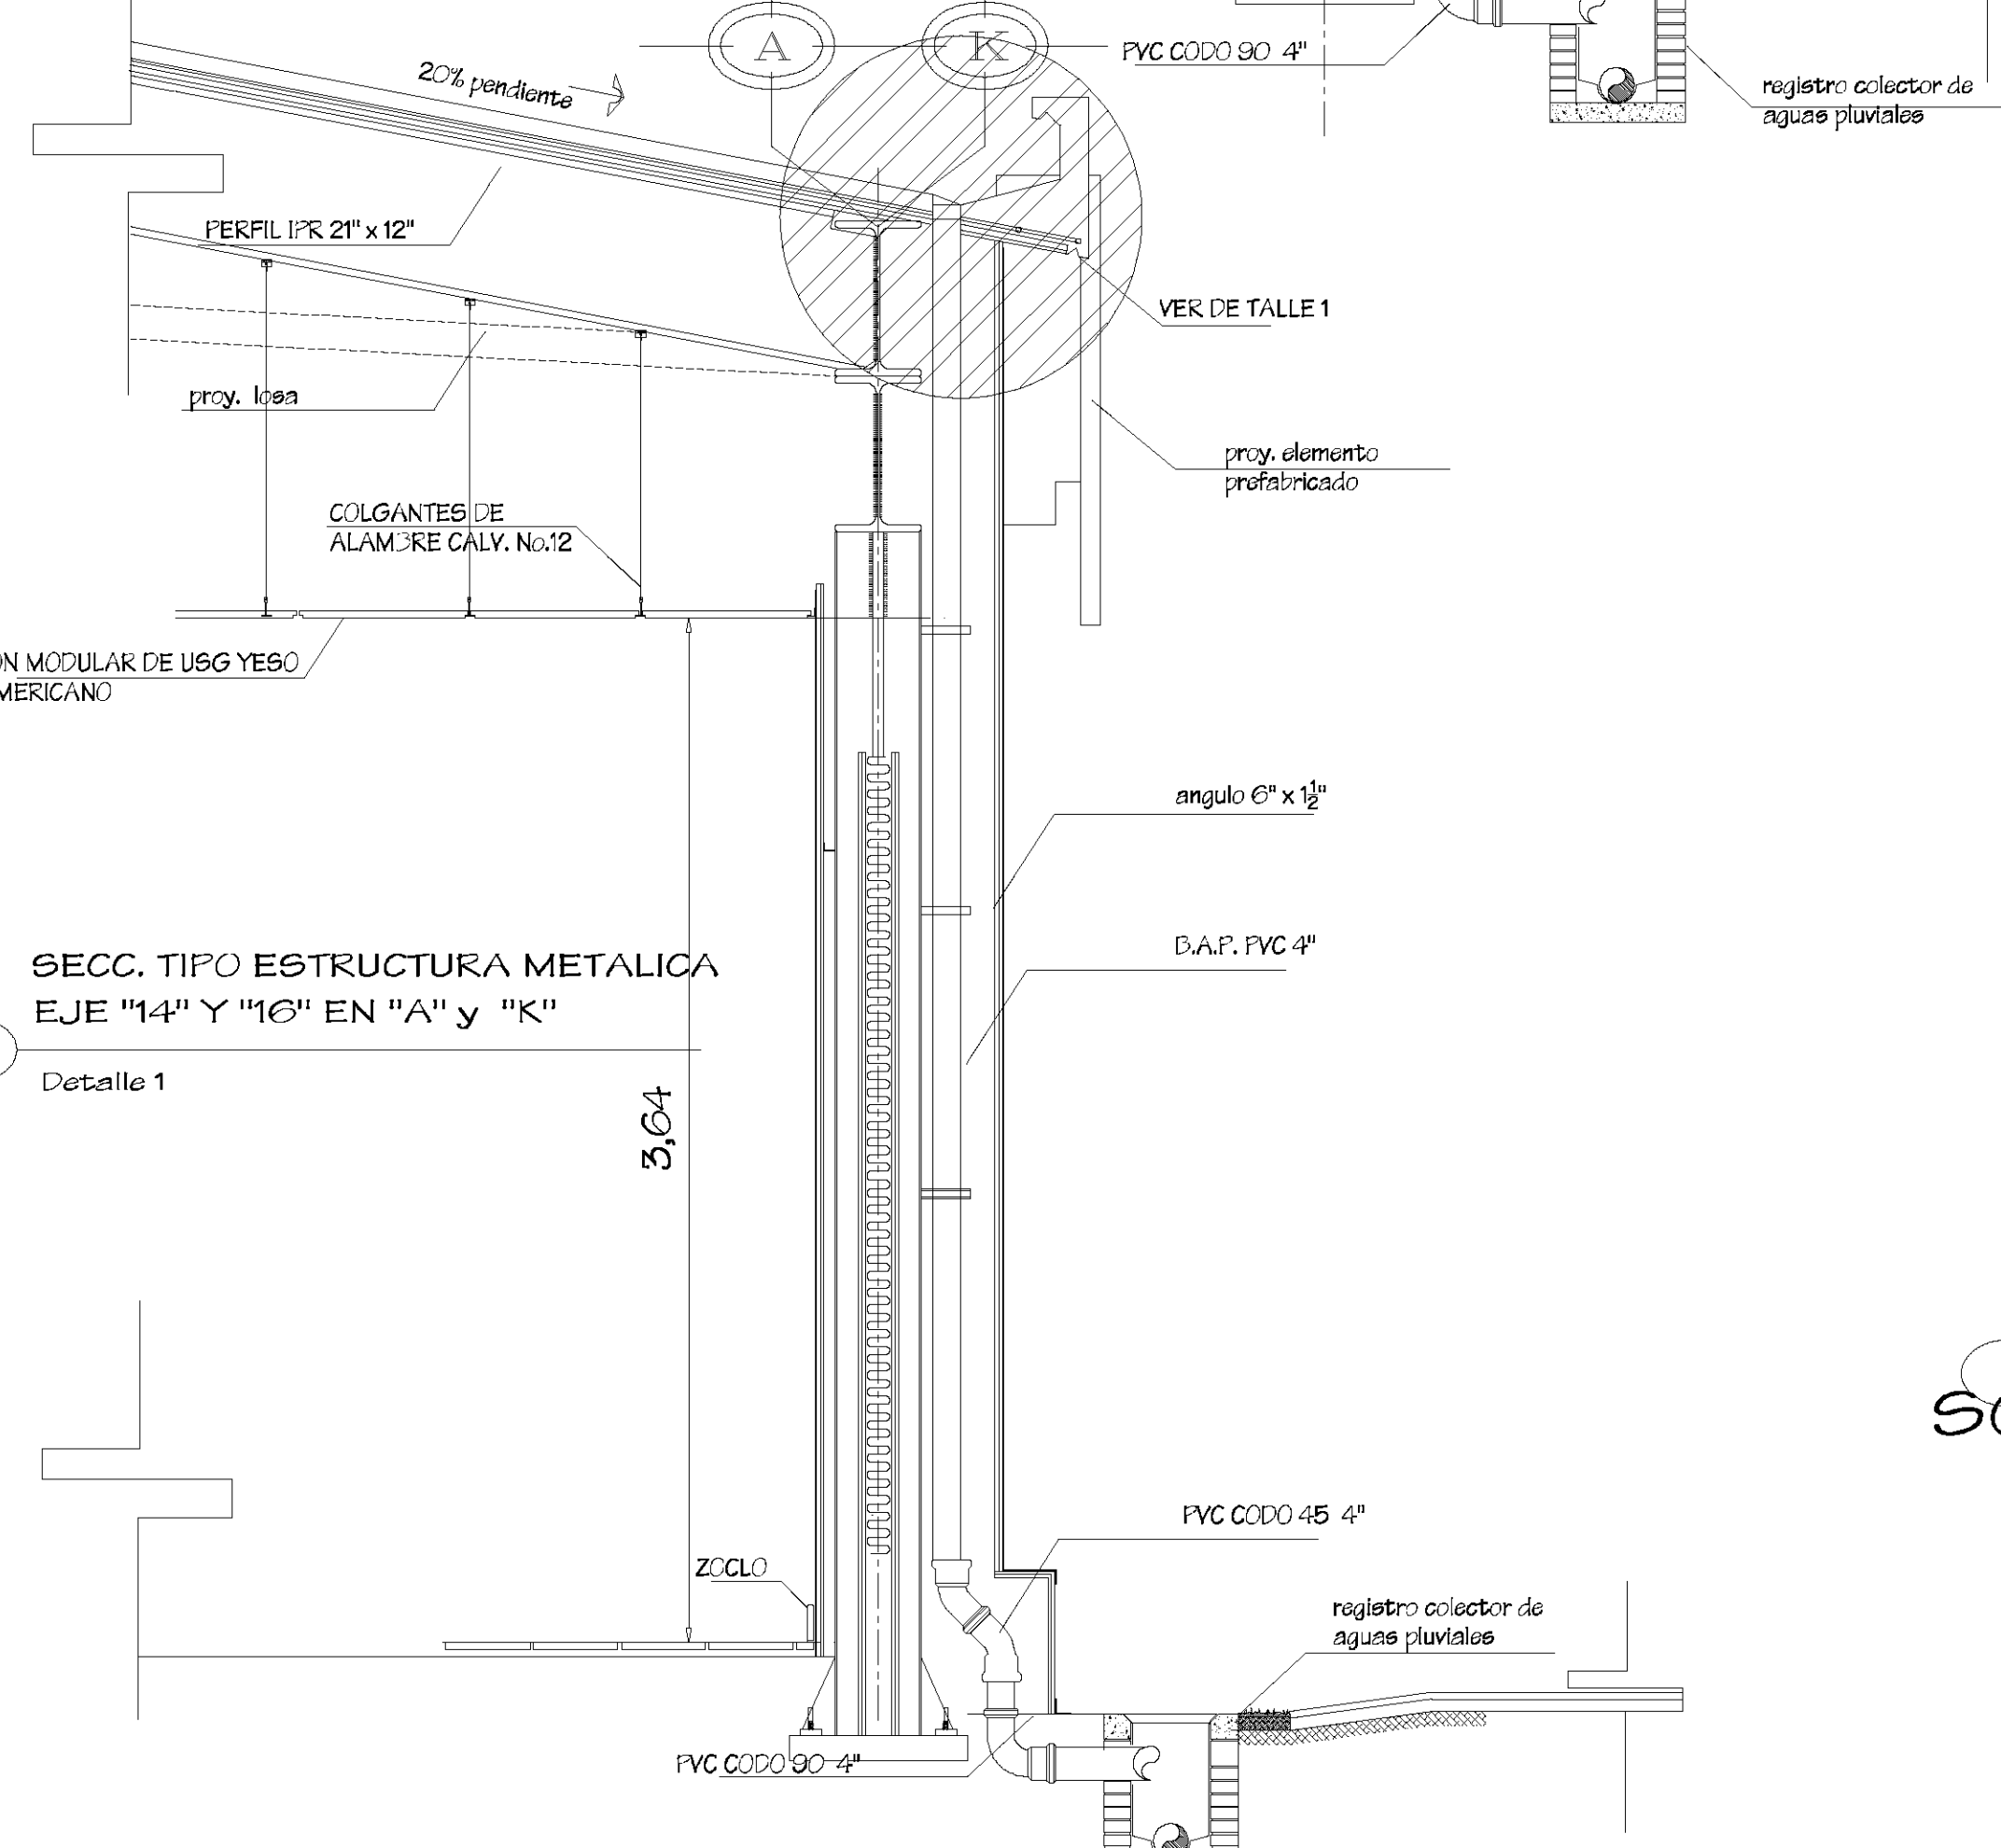 A
K
PVC CODO 90 4"
registro colector de
aguas pluviales
20% pendiente
PERFIL IPR 21" x 12"
VER DE TALLE 1
proy. losa
proy. elemento
prefabricado
COLGANTES DE
ALAMBRE CALV. No.12
ON MODULAR DE USG YESO
MERICANO
angulo 6" x 1½"
B.A.P. PVC 4"
SECC. TIPO ESTRUCTURA METALICA
EJE "14" Y "16" EN "A" y "K"
Detalle 1
3,64
PVC CODO 45 4"
ZOCLO
registro colector de
aguas pluviales
PVC CODO 90 4"